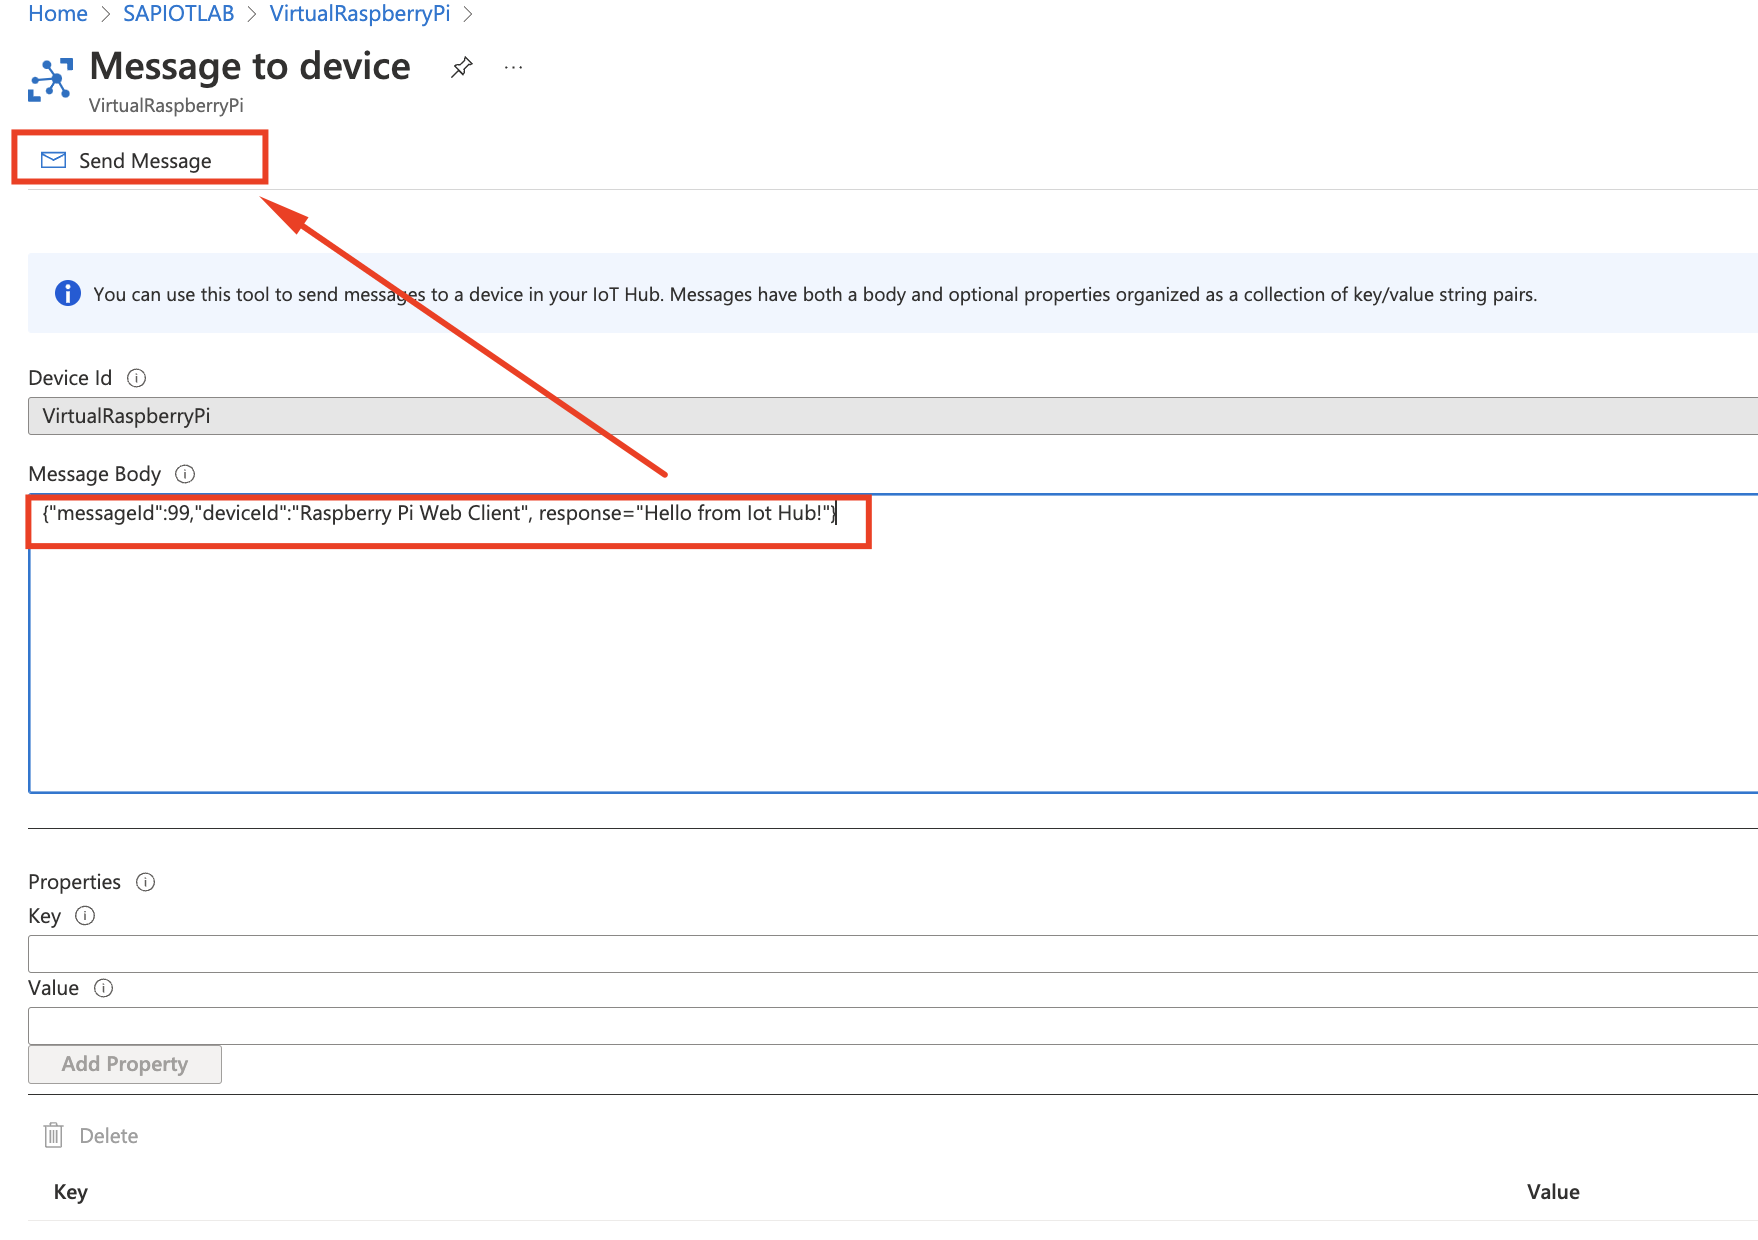 Home > SAPIOTLAB > VirtualRaspberryPi >
Message to device ...
VirtualRaspberryPi
Send Message
You can use this tool to send messages to a device in your IoT Hub. Messages have both a body and optional properties organized as a collection of key/value string pairs.
Device Id
VirtualRaspberryPi
Message Body
{"messageId":99,"deviceId":"Raspberry Pi Web Client", response="Hello from Iot Hub!"}
Properties
Key
Value
Add Property
Delete
Key Value